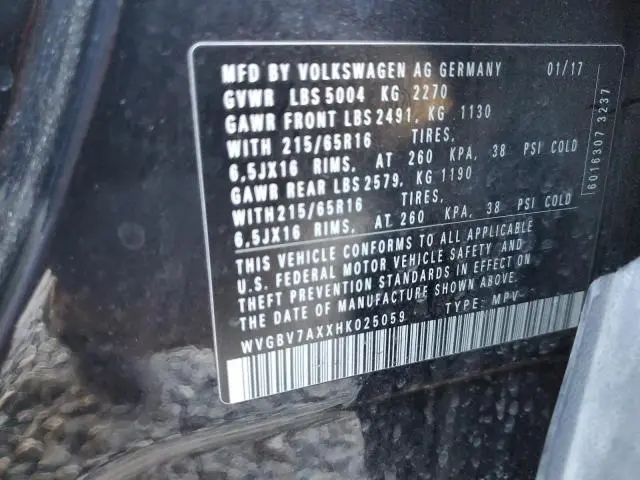 MFD BY VOLKSWAGEN AG GERMANY 01/17
GVWR LBS 5004 KG 2270
GAWR FRONT LBS 2491, KG 1130
WITH 215/65R16 TIRES,
6,5JX16 RIMS, AT 260 KPA, 38 PSI COLD
GAWR REAR LBS 2579, KG 1190
WITH 215/65R16 TIRES,
6,5JX16 RIMS, AT 260 KPA, 38 PSI COLD
THIS VEHICLE CONFORMS TO ALL APPLICABLE
U.S. FEDERAL MOTOR VEHICLE SAFETY AND
THEFT PREVENTION STANDARDS IN EFFECT ON
THE DATE OF MANUFACTURE SHOWN ABOVE.
WVGBV7AXXHK025059 TYPE: MPV
6016307 3237